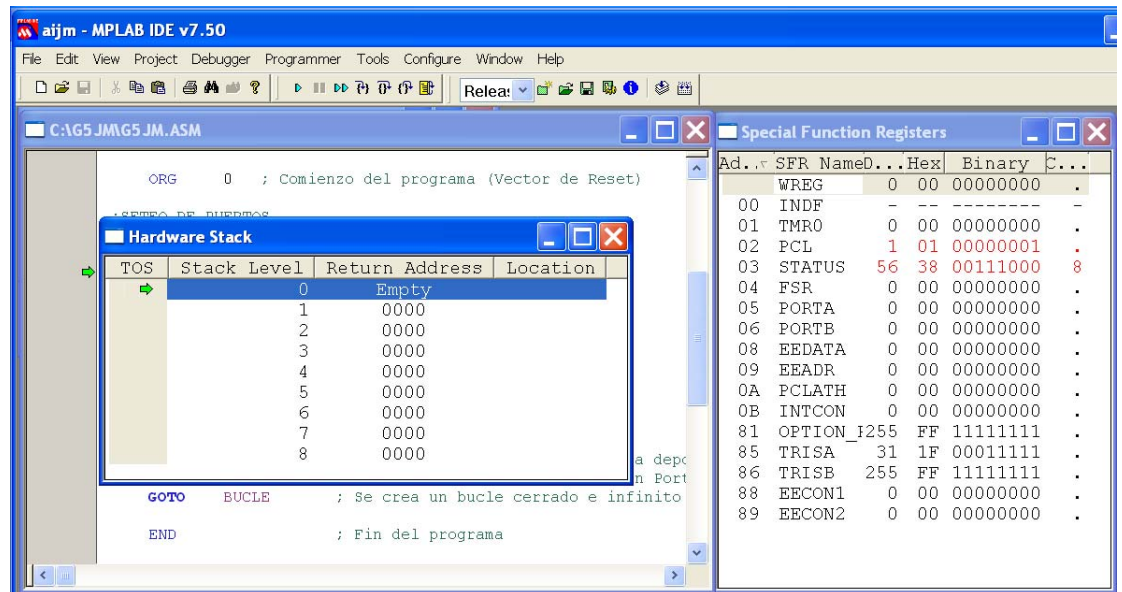 aijm - MPLAB IDE v7.50
File Edit View Project Debugger Programmer Tools Configure Window Help
Releas
C:\G5JM\G5JM.ASM
ORG 0 ; Comienzo del programa (Vector de Reset)
;SETEO DE PUERTOS
Hardware Stack
TOS Stack Level Return Address Location
0 Empty
1 0000
2 0000
3 0000
4 0000
5 0000
6 0000
7 0000
8 0000
a depo
n Port
GOTO BUCLE ; Se crea un bucle cerrado e infinito
END ; Fin del programa
Special Function Registers
Ad.. SFR Name D... Hex Binary C...
WREG 0 00 00000000 .
00 INDF - -- -------- -
01 TMR0 0 00 00000000 .
02 PCL 1 01 00000001 .
03 STATUS 56 38 00111000 8
04 FSR 0 00 00000000 .
05 PORTA 0 00 00000000 .
06 PORTB 0 00 00000000 .
08 EEDATA 0 00 00000000 .
09 EEADR 0 00 00000000 .
0A PCLATH 0 00 00000000 .
0B INTCON 0 00 00000000 .
81 OPTION_ 255 FF 11111111 .
85 TRISA 31 1F 00011111 .
86 TRISB 255 FF 11111111 .
88 EECON1 0 00 00000000 .
89 EECON2 0 00 00000000 .